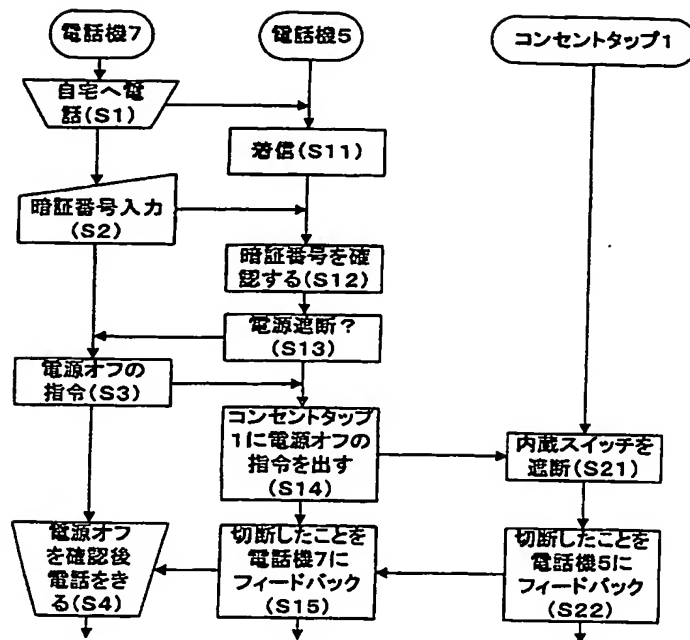 電話機7
電話機5
コンセントタップ1
自宅へ電
話(S1)
着信(S11)
暗証番号入力
(S2)
暗証番号を確
認する(S12)
電源遮断?
(S13)
電源オフの
指令(S3)
コンセントタップ
1に電源オフの
指令を出す
(S14)
内蔵スイッチを
遮断(S21)
電源オフ
を確認後
電話をき
る(S4)
切断したことを
電話機7に
フィードバック
(S15)
切断したことを
電話機5に
フィードバック
(S22)